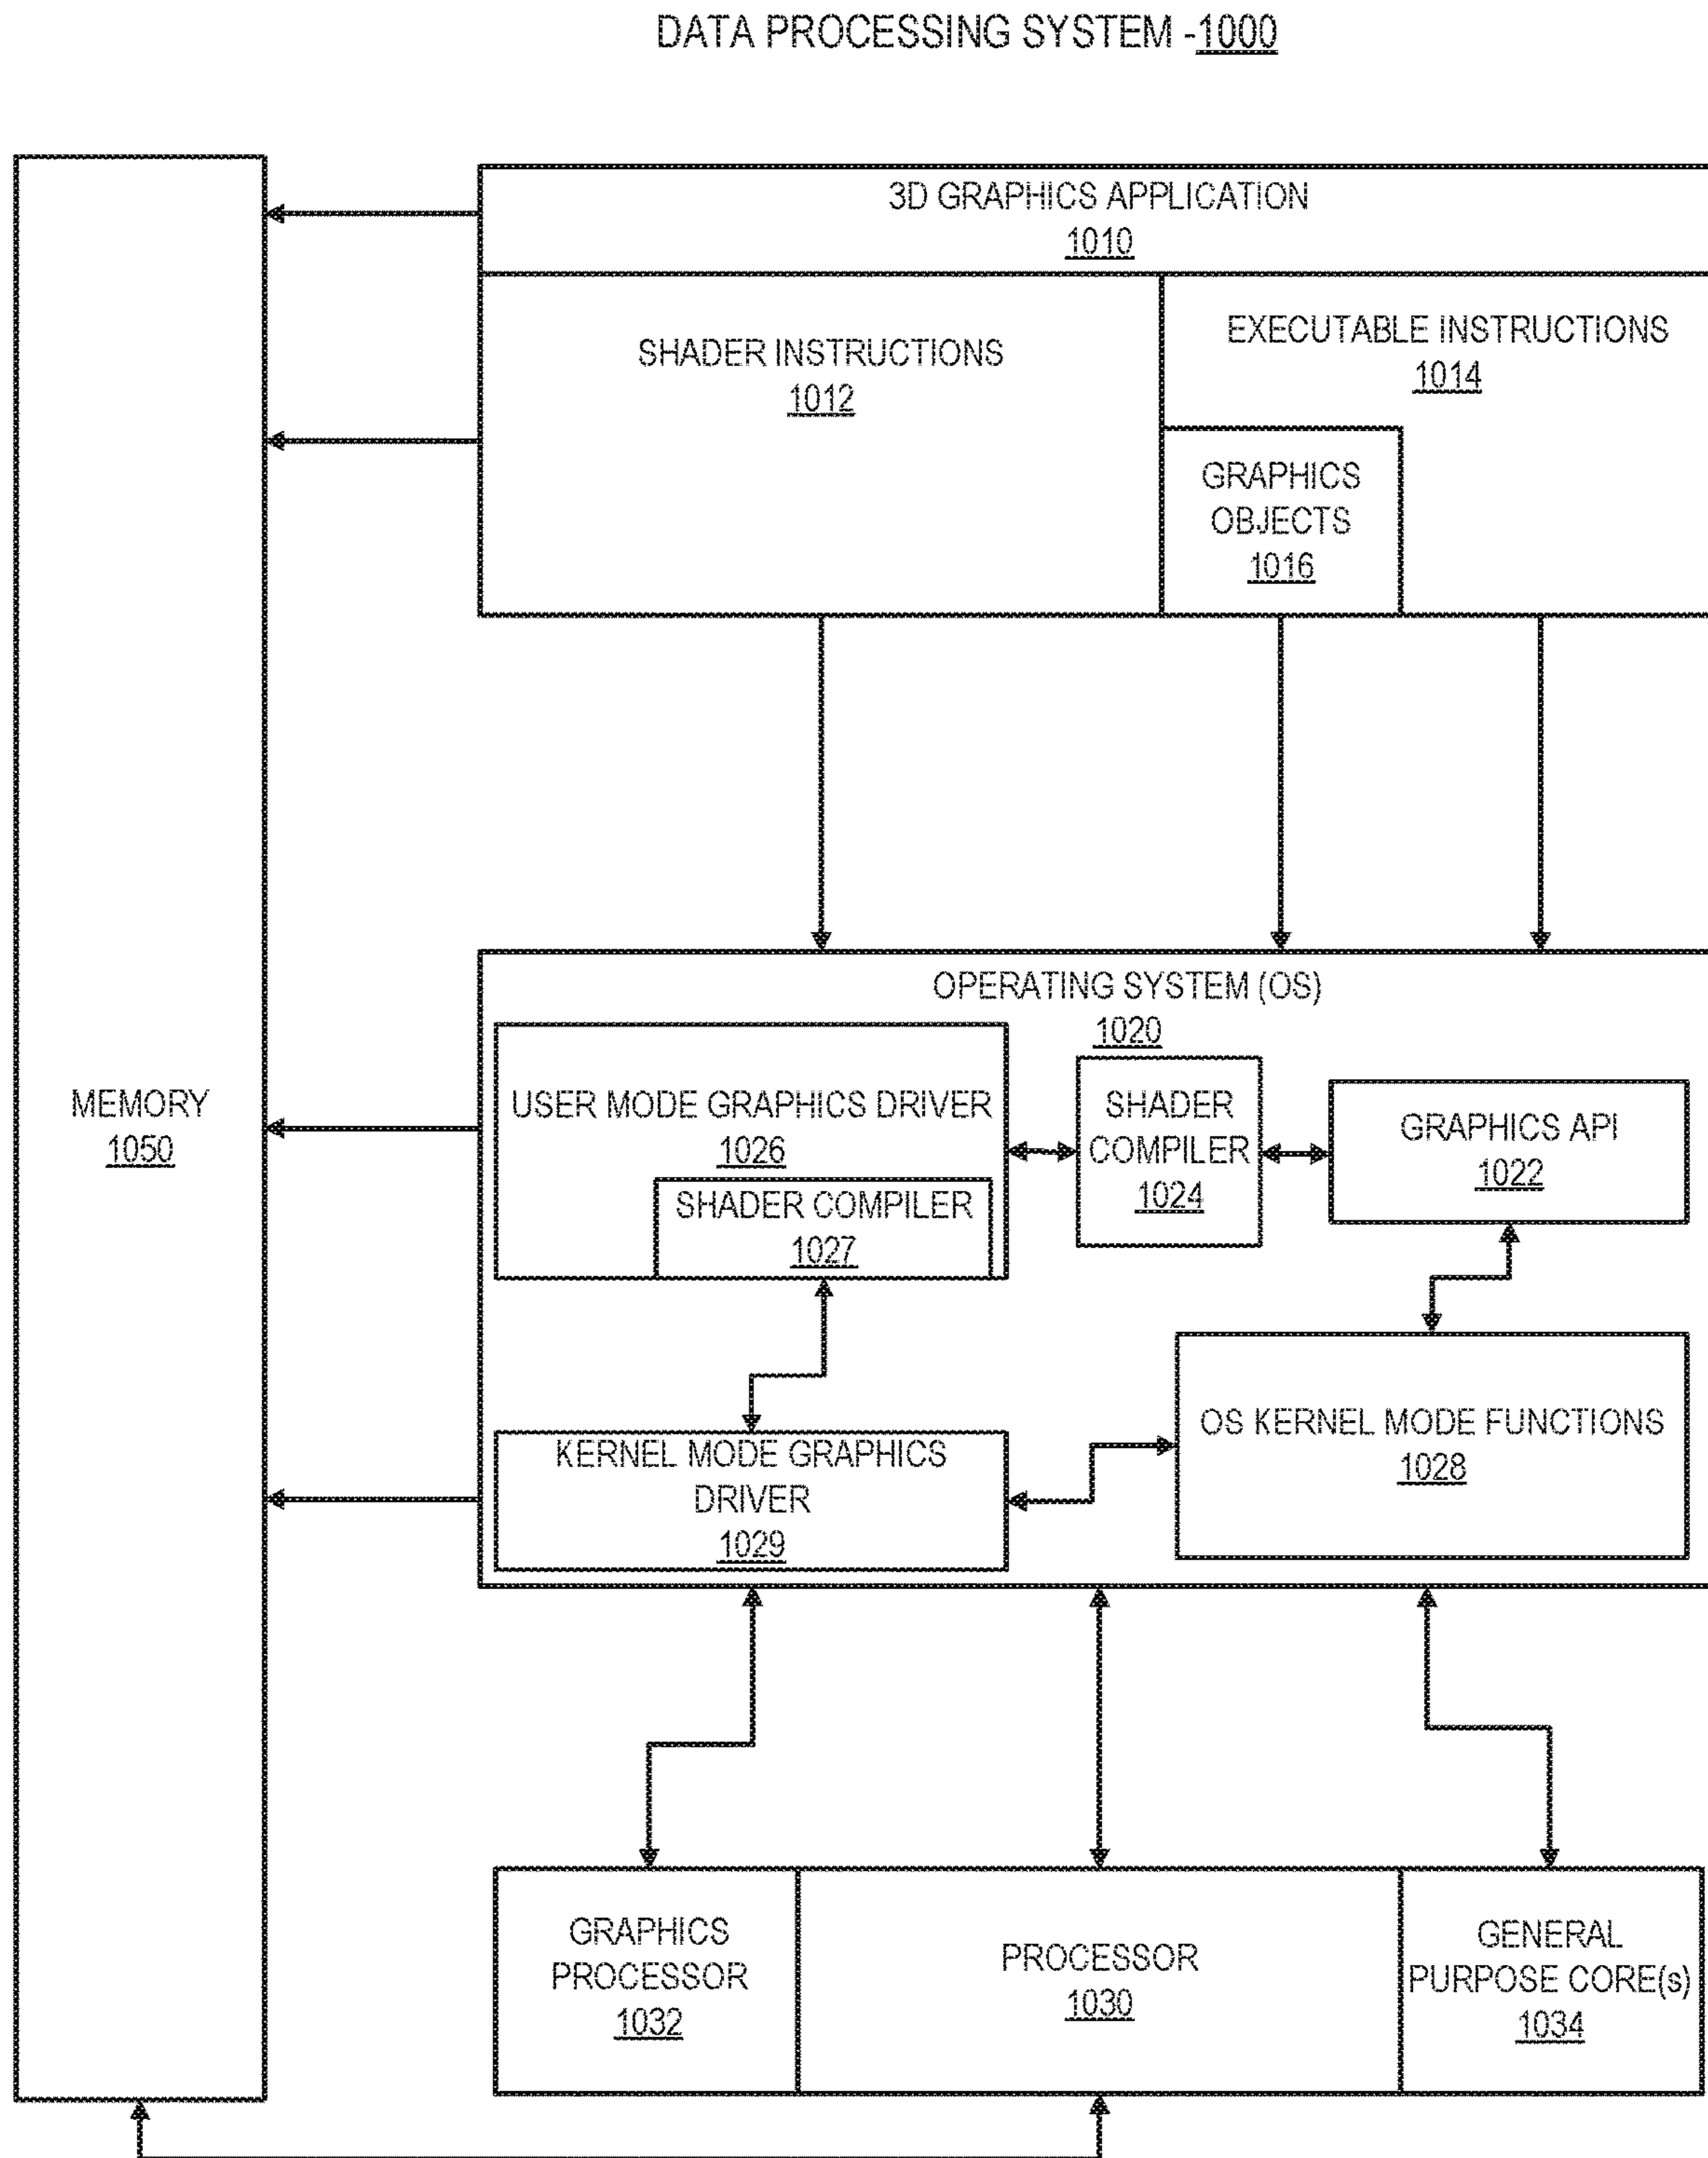 DATA PROCESSING SYSTEM -1000
3D GRAPHICS APPLICATION
1010
SHADER INSTRUCTIONS
1012
EXECUTABLE INSTRUCTIONS
1014
GRAPHICS
OBJECTS
1016
MEMORY
1050
OPERATING SYSTEM (OS)
1020
USER MODE GRAPHICS DRIVER
1026
SHADER COMPILER
1027
SHADER
COMPILER
1024
GRAPHICS API
1022
KERNEL MODE GRAPHICS
DRIVER
1029
OS KERNEL MODE FUNCTIONS
1028
GRAPHICS
PROCESSOR
1032
PROCESSOR
1030
GENERAL
PURPOSE CORE(s)
1034